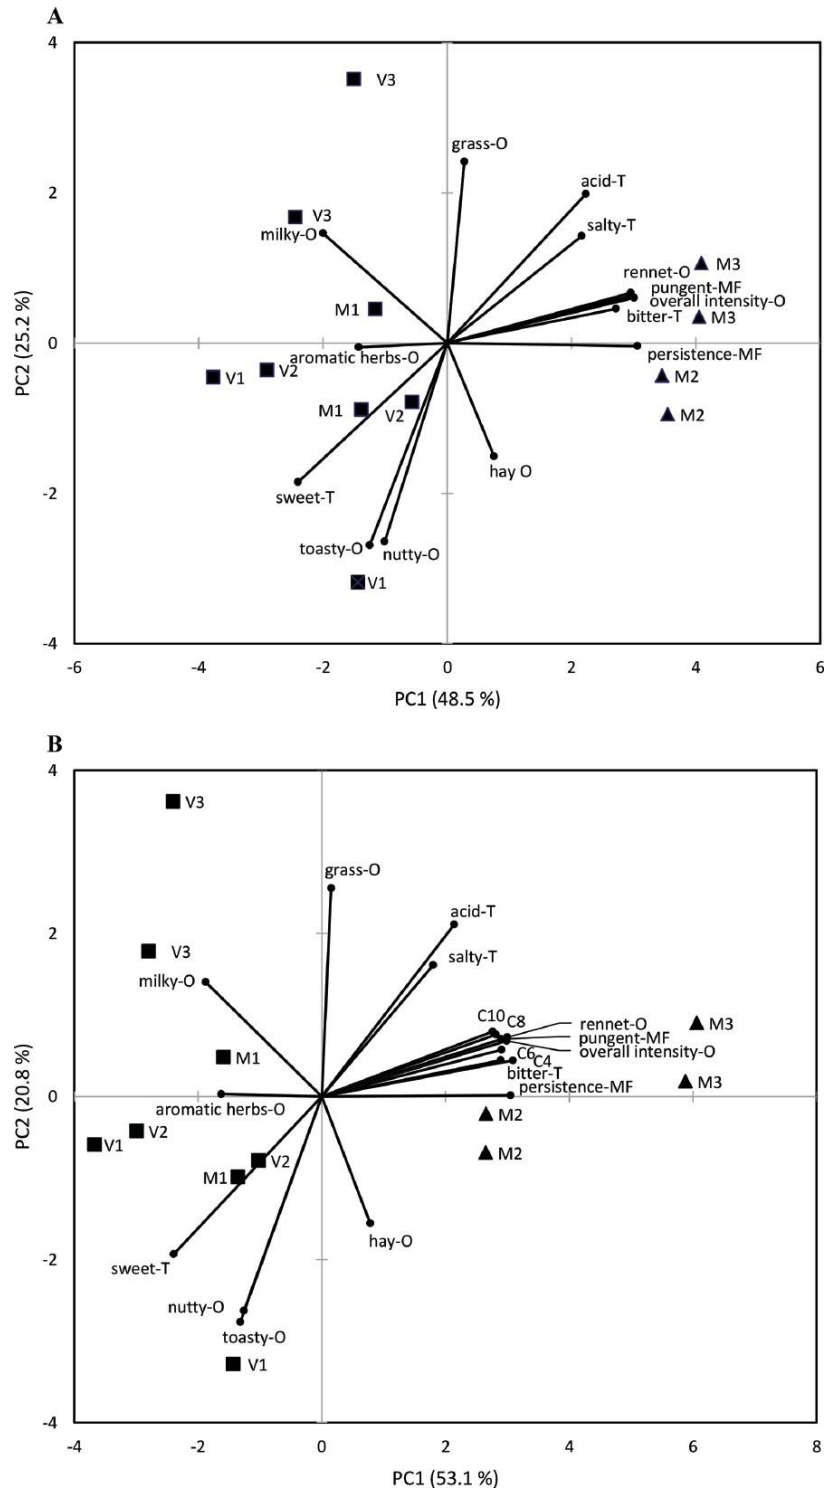 A
4
V3
grass-O
acid-T
2
V3
salty-T
milky-O
M3
rennet-O
pungent-MF
M1
overall intensity-O
M3
bitter-T
0
aromatic herbs-O
persistence-MF
V1
V2
M2
M1
V2
M2
hay O
-2
sweet-T
toasty-O
nutty-O
V1
-4
-6
-4
-2
0
2
4
6
PC1 (48.5 %)
PC2 (25.2 %)
B
4
V3
grass-O
acid-T
2
V3
salty-T
milky-O
C10
C8
rennet-O
M3
pungent-MF
M1
overall intensity-O
C6
C4
bitter-T
M3
persistence-MF
0
aromatic herbs-O
M2
V1
V2
M2
M1
V2
hay-O
-2
sweet-T
nutty-O
toasty-O
V1
-4
-4
-2
0
2
4
6
8
PC1 (53.1 %)
PC2 (20.8 %)